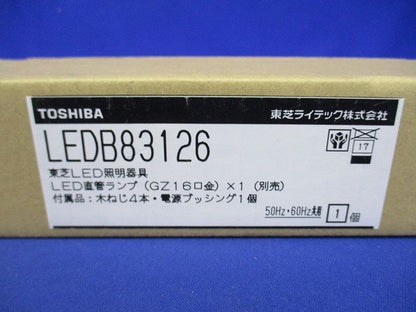 TOSHIBA
東芝ライテック株式会社
LEDB83126
17
東芝LED照明器具
LED直管ランプ（GZ16口金）×1（別売）
付属品：木ねじ4本・電源ブッシング1個
50Hz・60Hz共用
1個